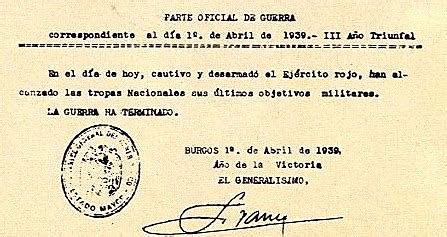 PARTE OFICIAL DE GUERRA
correspondiente al día 1º. de Abril de 1939.- III Año Triunfal
En el día de hoy, cautivo y desarmado el Ejército rojo, han al-
canzado las tropas Nacionales sus últimos objetivos militares.
LA GUERRA HA TERMINADO.
BURGOS 1º. de Abril de 1939,
Año de la Victoria
EL GENERALISIMO,
ESTADO MAYOR